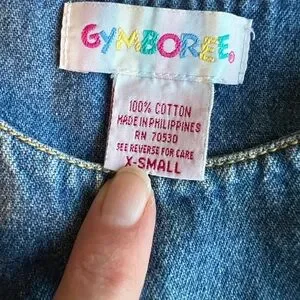 GYMBOREE®
100% COTTON
MADE IN PHILIPPINES
RN 70530
SEE REVERSE FOR CARE
X-SMALL